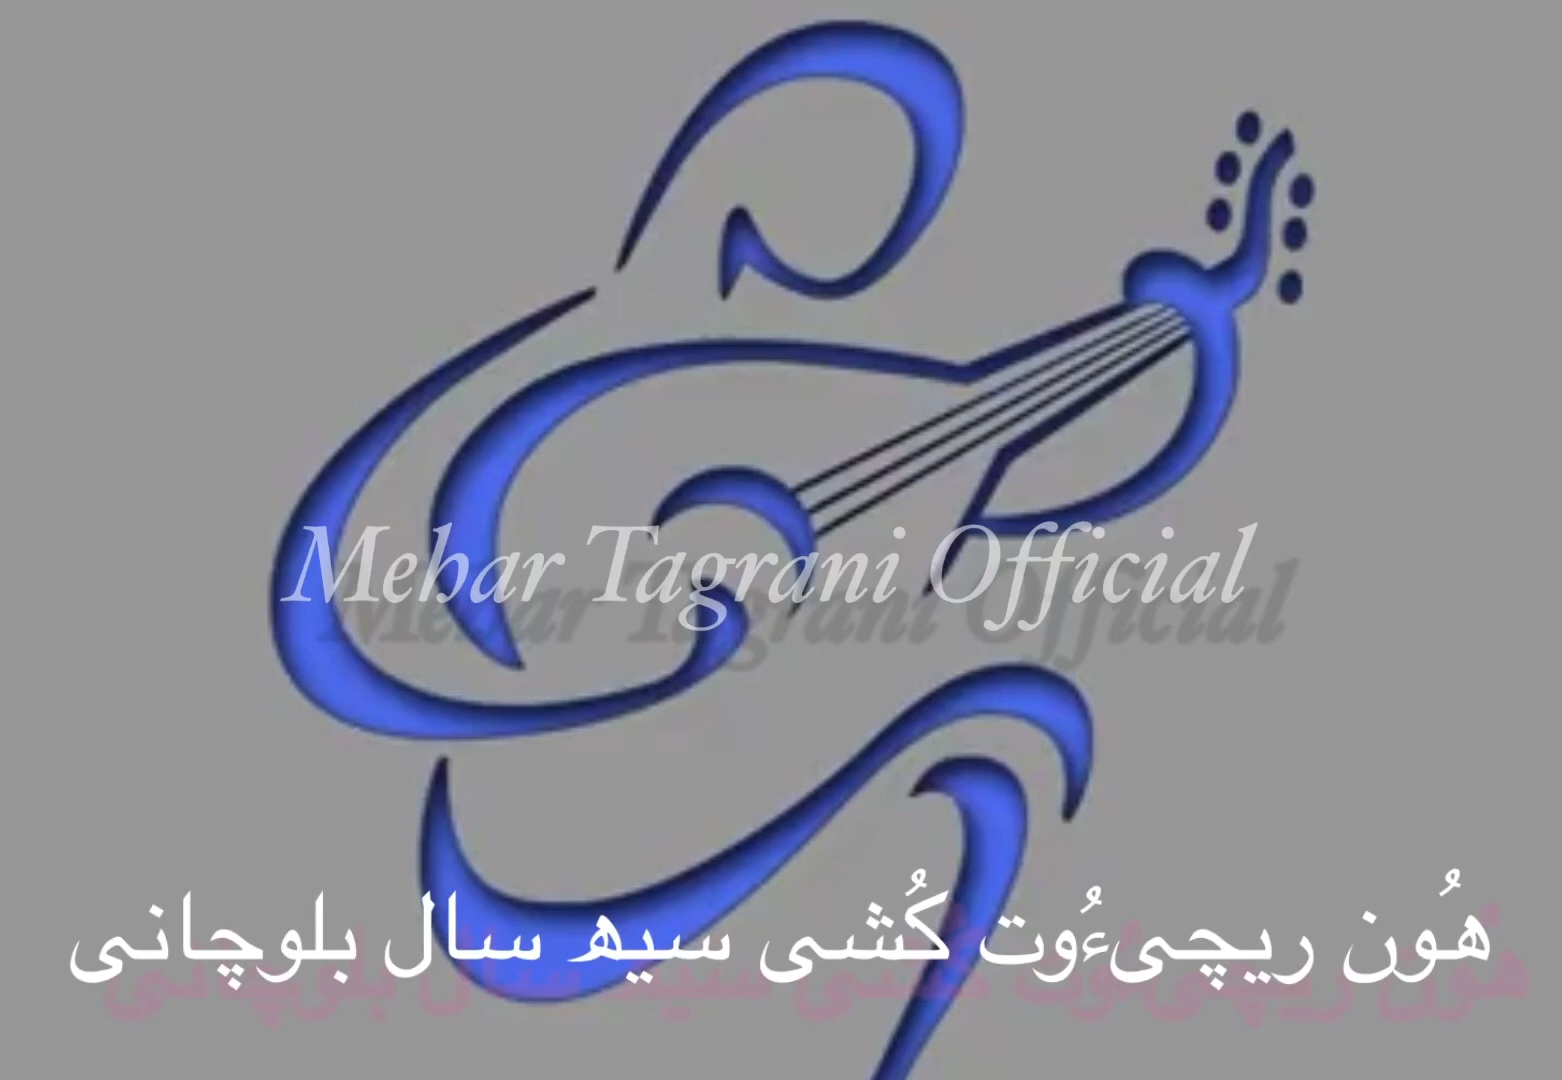 Mehar Tagrani Official
ھُون ریچیءُوت کُشی سیھ سال بلوچانی